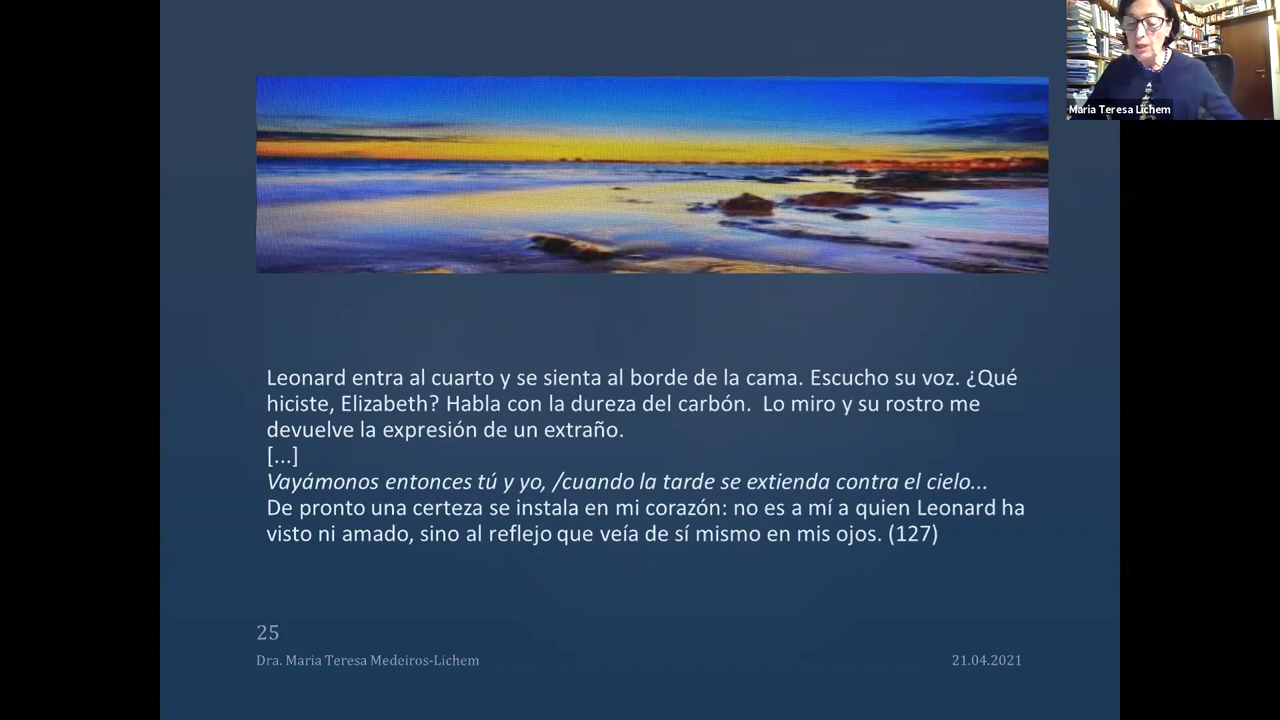 Maria Teresa Lichem
Leonard entra al cuarto y se sienta al borde de la cama. Escucho su voz. ¿Qué
hiciste, Elizabeth? Habla con la dureza del carbón.  Lo miro y su rostro me
devuelve la expresión de un extraño.
[...]
Vayámonos entonces tú y yo, /cuando la tarde se extienda contra el cielo...
De pronto una certeza se instala en mi corazón: no es a mí a quien Leonard ha
visto ni amado, sino al reflejo que veía de sí mismo en mis ojos. (127)
25
Dra. Maria Teresa Medeiros-Lichem
21.04.2021